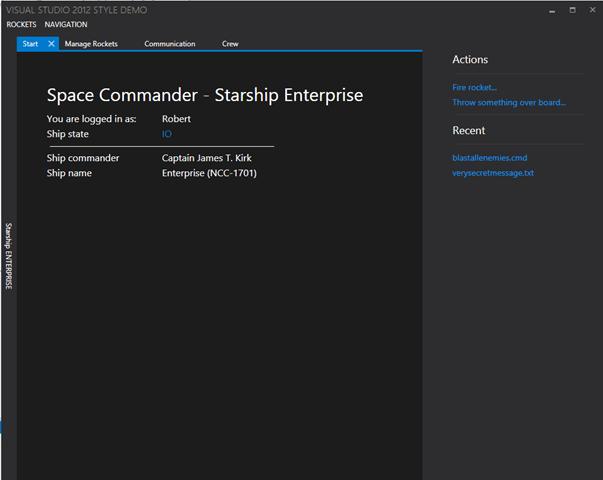 VISUAL STUDIO 2012 STYLE DEMO
ROCKETS NAVIGATION
Start Manage Rockets Communication Crew
Space Commander - Starship Enterprise
You are logged in as: Robert
Ship state IO
Ship commander Captain James T. Kirk
Ship name Enterprise (NCC-1701)
Starship ENTERPRISE
Actions
Fire rocket...
Throw something over board...
Recent
blastallenemies.cmd
verysecretmessage.txt